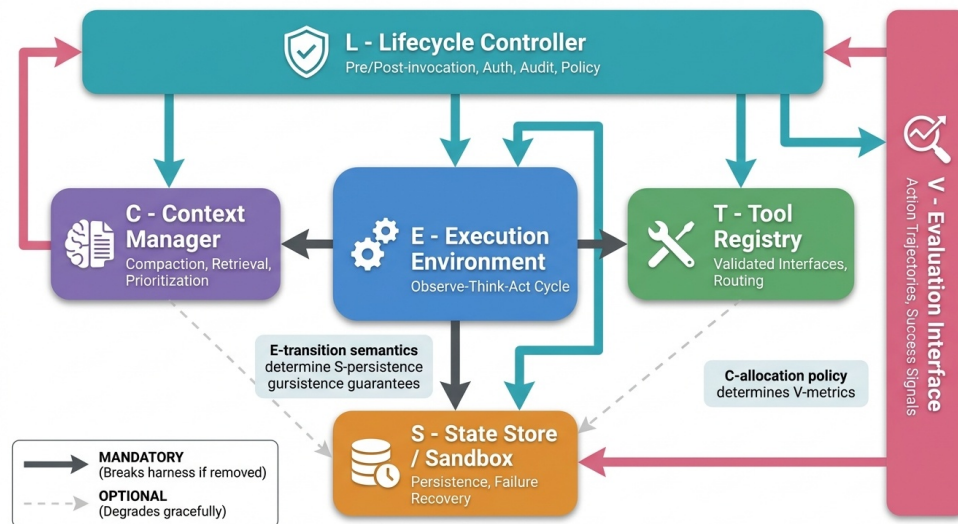 L - Lifecycle Controller
Pre/Post-invocation, Auth, Audit, Policy
C - Context
Manager
Compaction, Retrieval,
Prioritization
E - Execution
Environment
Observe-Think-Act Cycle
T - Tool
Registry
Validated Interfaces,
Routing
V - Evaluation Interface
Action Trajectories, Success Signals
E-transition semantics
determine S-persistence
gursistence guarantees
C-allocation policy
determines V-metrics
S - State Store
/ Sandbox
Persistence, Failure
Recovery
MANDATORY
(Breaks harness if removed)
OPTIONAL
(Degrades gracefully)